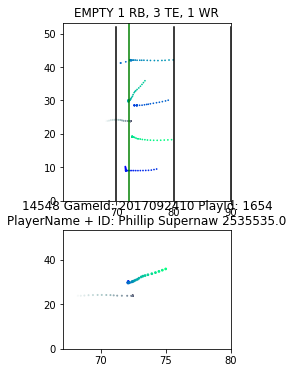 EMPTY 1 RB, 3 TE, 1 WR
50
40
30
20
10
0
70 80 90
14548 GameId: 2017092410 PlayId: 1654
PlayerName + ID: Phillip Supernaw 2535535.0
40
20
0
70 75 80